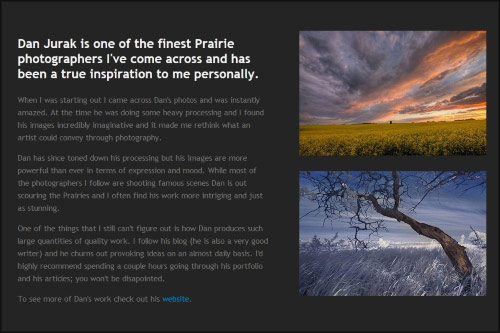 Dan Jurak is one of the finest Prairie
photographers I've come across and has
been a true inspiration to me personally.
When I was starting out I came across Dan's photos and was instantly
amazed. At the time he was doing some heavy processing and I found
his images incredibly imaginative and it made me rethink what an
artist could convey through photography.
Dan has since toned down his processing but his images are more
powerful than ever in terms of expression and mood. While most of
the photographers I follow are shooting famous scenes Dan is out
scouring the Prairies and I often find his work more intriging and just
as stunning.
One of the things that I still can't figure out is how Dan produces such
large quantities of quality work. I follow his blog (he is also a very good
writer) and he churns out provoking ideas on an almost daily basis. I'd
highly recommend spending a couple hours going through his portfolio
and his articles; you won't be disapointed.
To see more of Dan's work check out his website.